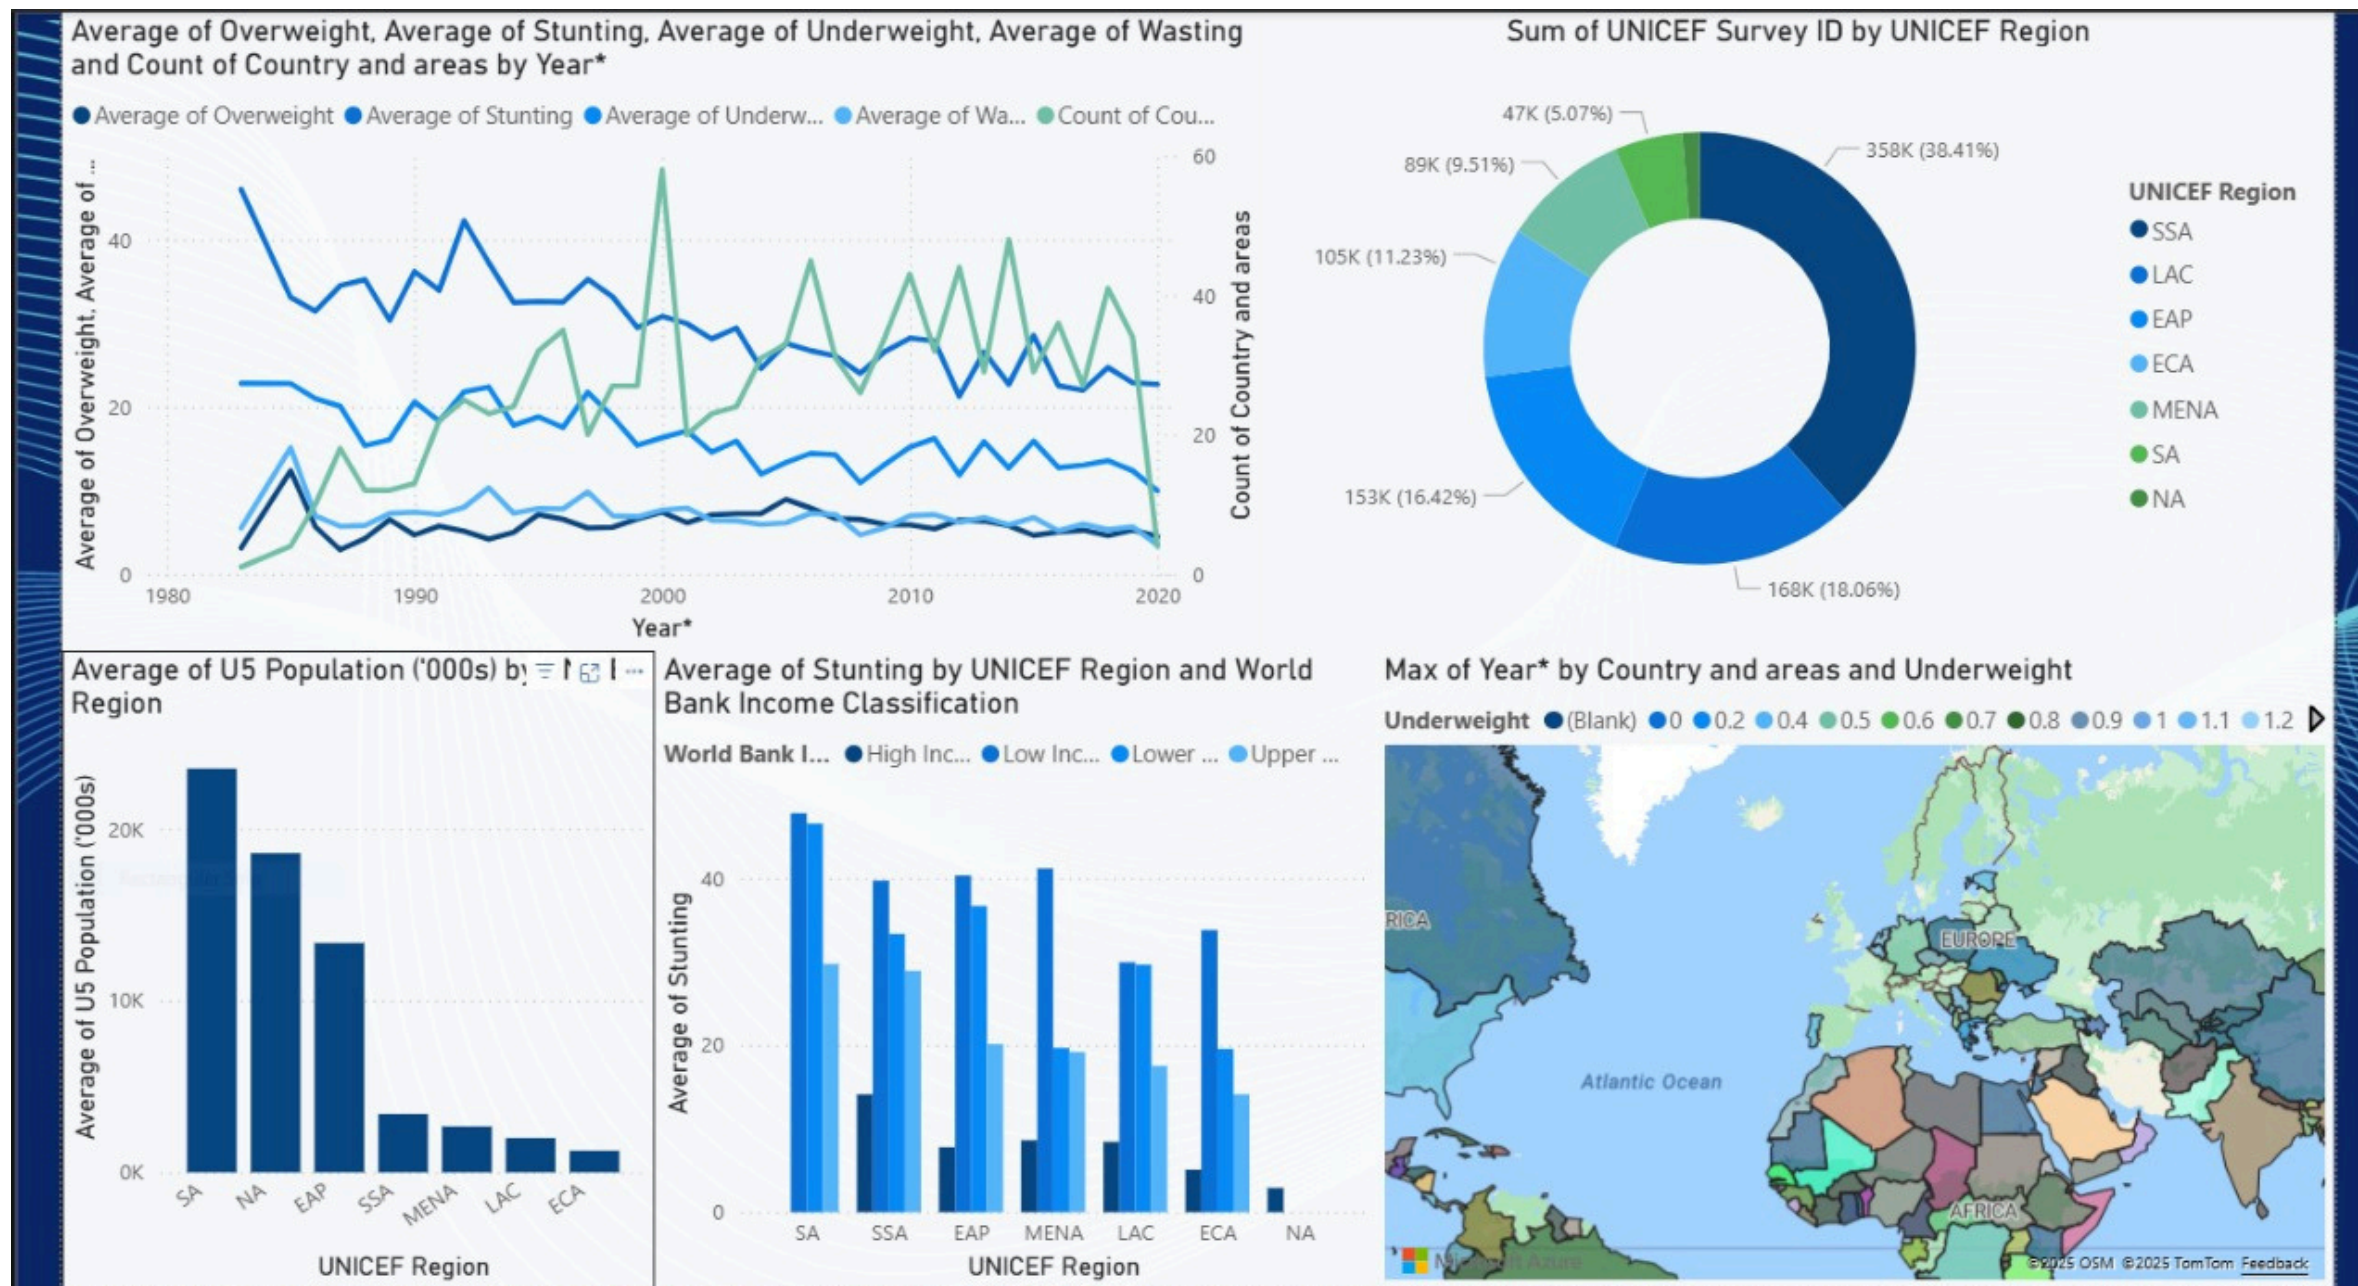 Average of Overweight, Average of Stunting, Average of Underweight, Average of Wasting
and Count of Country and areas by Year*
Average of Overweight Average of Stunting Average of Underw... Average of Wa... Count of Cou...
Average of Overweight, Average of ...
40
20
0
60
40
20
0
Count of Country and areas
1980 1990 2000 2010 2020
Year*
Sum of UNICEF Survey ID by UNICEF Region
47K (5.07%)
358K (38.41%)
89K (9.51%)
105K (11.23%)
153K (16.42%)
168K (18.06%)
UNICEF Region
SSA
LAC
EAP
ECA
MENA
SA
NA
Average of U5 Population ('000s) by
Region
Average of U5 Population ('000s)
20K
10K
0K
SA NA EAP SSA MENA LAC ECA
UNICEF Region
Average of Stunting by UNICEF Region and World
Bank Income Classification
World Bank I... High Inc... Low Inc... Lower ... Upper ...
Average of Stunting
40
20
0
SA SSA EAP MENA LAC ECA NA
UNICEF Region
Max of Year* by Country and areas and Underweight
Underweight (Blank) 0 0.2 0.4 0.5 0.6 0.7 0.8 0.9 1 1.1 1.2
RICA
EUROPE
Atlantic Ocean
AFRICA
Microsoft Azure
©2025 OSM ©2025 TomTom Feedback